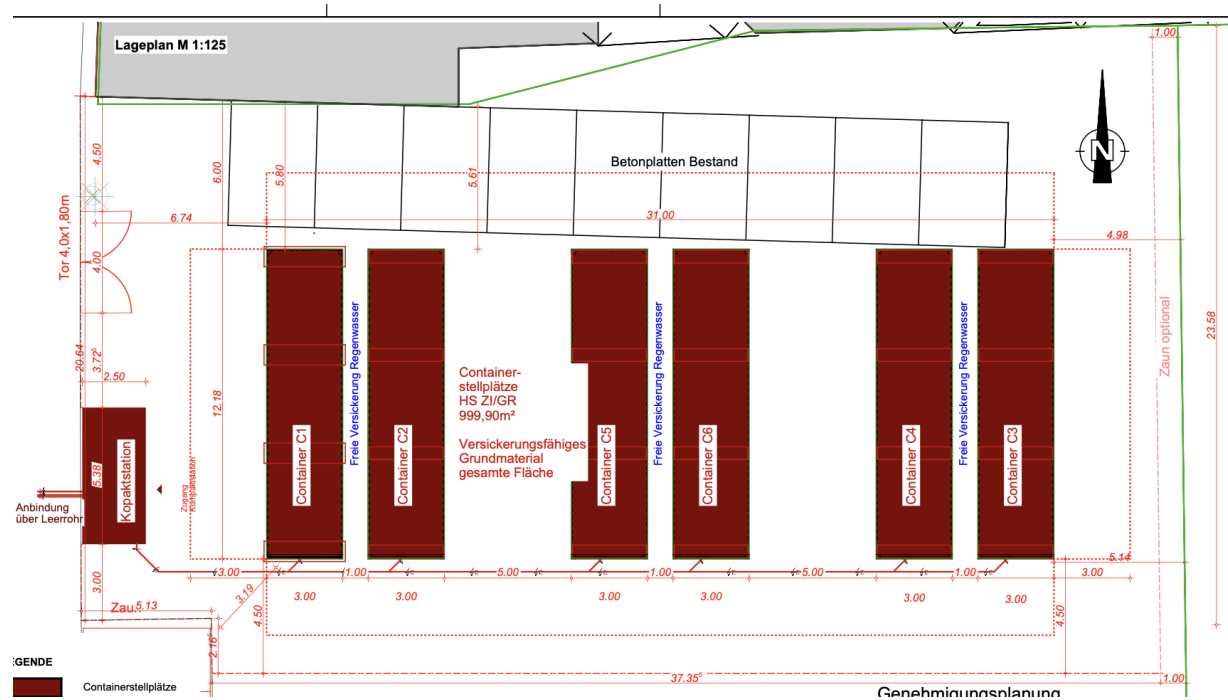 Lageplan M 1:125
1.00
4.50
6.00
5.80
5.61
Betonplatten Bestand
N
Tor 4,0x1,80m
6.74
31.00
4.98
4.00
20.64
3.72⁵
2.50
12.18
Freie Versickerung Regenwasser
Freie Versickerung Regenwasser
Freie Versickerung Regenwasser
Zaun optional
23.58
Container-
stellplätze
HS ZI/GR
999,90m²
Versickerungsfähiges
Grundmaterial
gesamte Fläche
Container C1
Container C2
Container C5
Container C6
Container C4
Container C3
5.38
Kopaktstation
Zugang
Anbindung
über Leerrohr
3.00
3.00
1.00
5.00
1.00
5.00
1.00
3.00
5.14
3.00
3.00
3.00
3.00
3.00
3.00
3.19
Zau
5.13
4.50
4.50
2.16⁵
37.35⁵
1.00
EGENDE
Containerstellplätze
Genehmigungsplanung